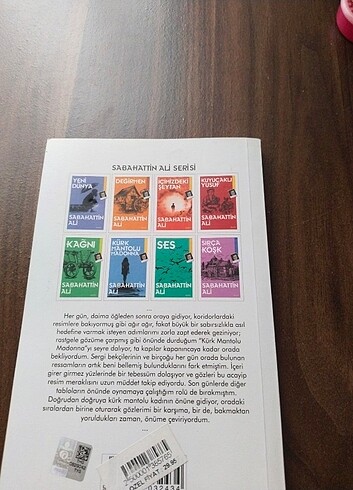 SABAHATTİN ALİ SERİSİ
YENİ DÜNYA
SABAHATTİN ALİ
DEĞİRMEN
SABAHATTİN ALİ
İÇİMİZDEKİ ŞEYTAN
SABAHATTİN ALİ
KUYUCAKLI YUSUF
SABAHATTİN ALİ
KAĞNI
SABAHATTİN ALİ
KÜRK MANTOLU MADONNA
SABAHATTİN ALİ
SES
SABAHATTİN ALİ
SIRÇA KÖŞK
SABAHATTİN ALİ
...
Her gün, daima öğleden sonra oraya gidiyor, koridorlardaki
resimlere bakıyormuş gibi ağır ağır, fakat büyük bir sabırsızlıkla asıl
hedefine varmak isteyen adımlarını zorla zapt ederek geziniyor;
rastgele gözüme çarpmış gibi önünde durduğum "Kürk Mantolu
Madonna"yı seyre dalıyor, ta kapılar kapanıncaya kadar orada
bekliyordum. Sergi bekçilerinin ve birçoğu her gün orada bulunan
ressamların artık beni bellemiş bulunduklarını fark etmiştim. İçeri
girer girmez yüzlerinde bir tebessüm dolaşıyor ve gözleri bu acayip
resim meraklısını uzun müddet takip ediyordu. Son günlerde diğer
tabloların önünde oynamaya çalıştığım rolü de bırakmıştım.
Doğrudan doğruya kürk mantolu kadının önüne gidiyor, oradaki
sıralardan birine oturarak gözlerimi bir karşıma, bir de, bakmaktan
yoruldukları zaman, önüme çeviriyordum.
...
ÖZEL FİYAT 29.95